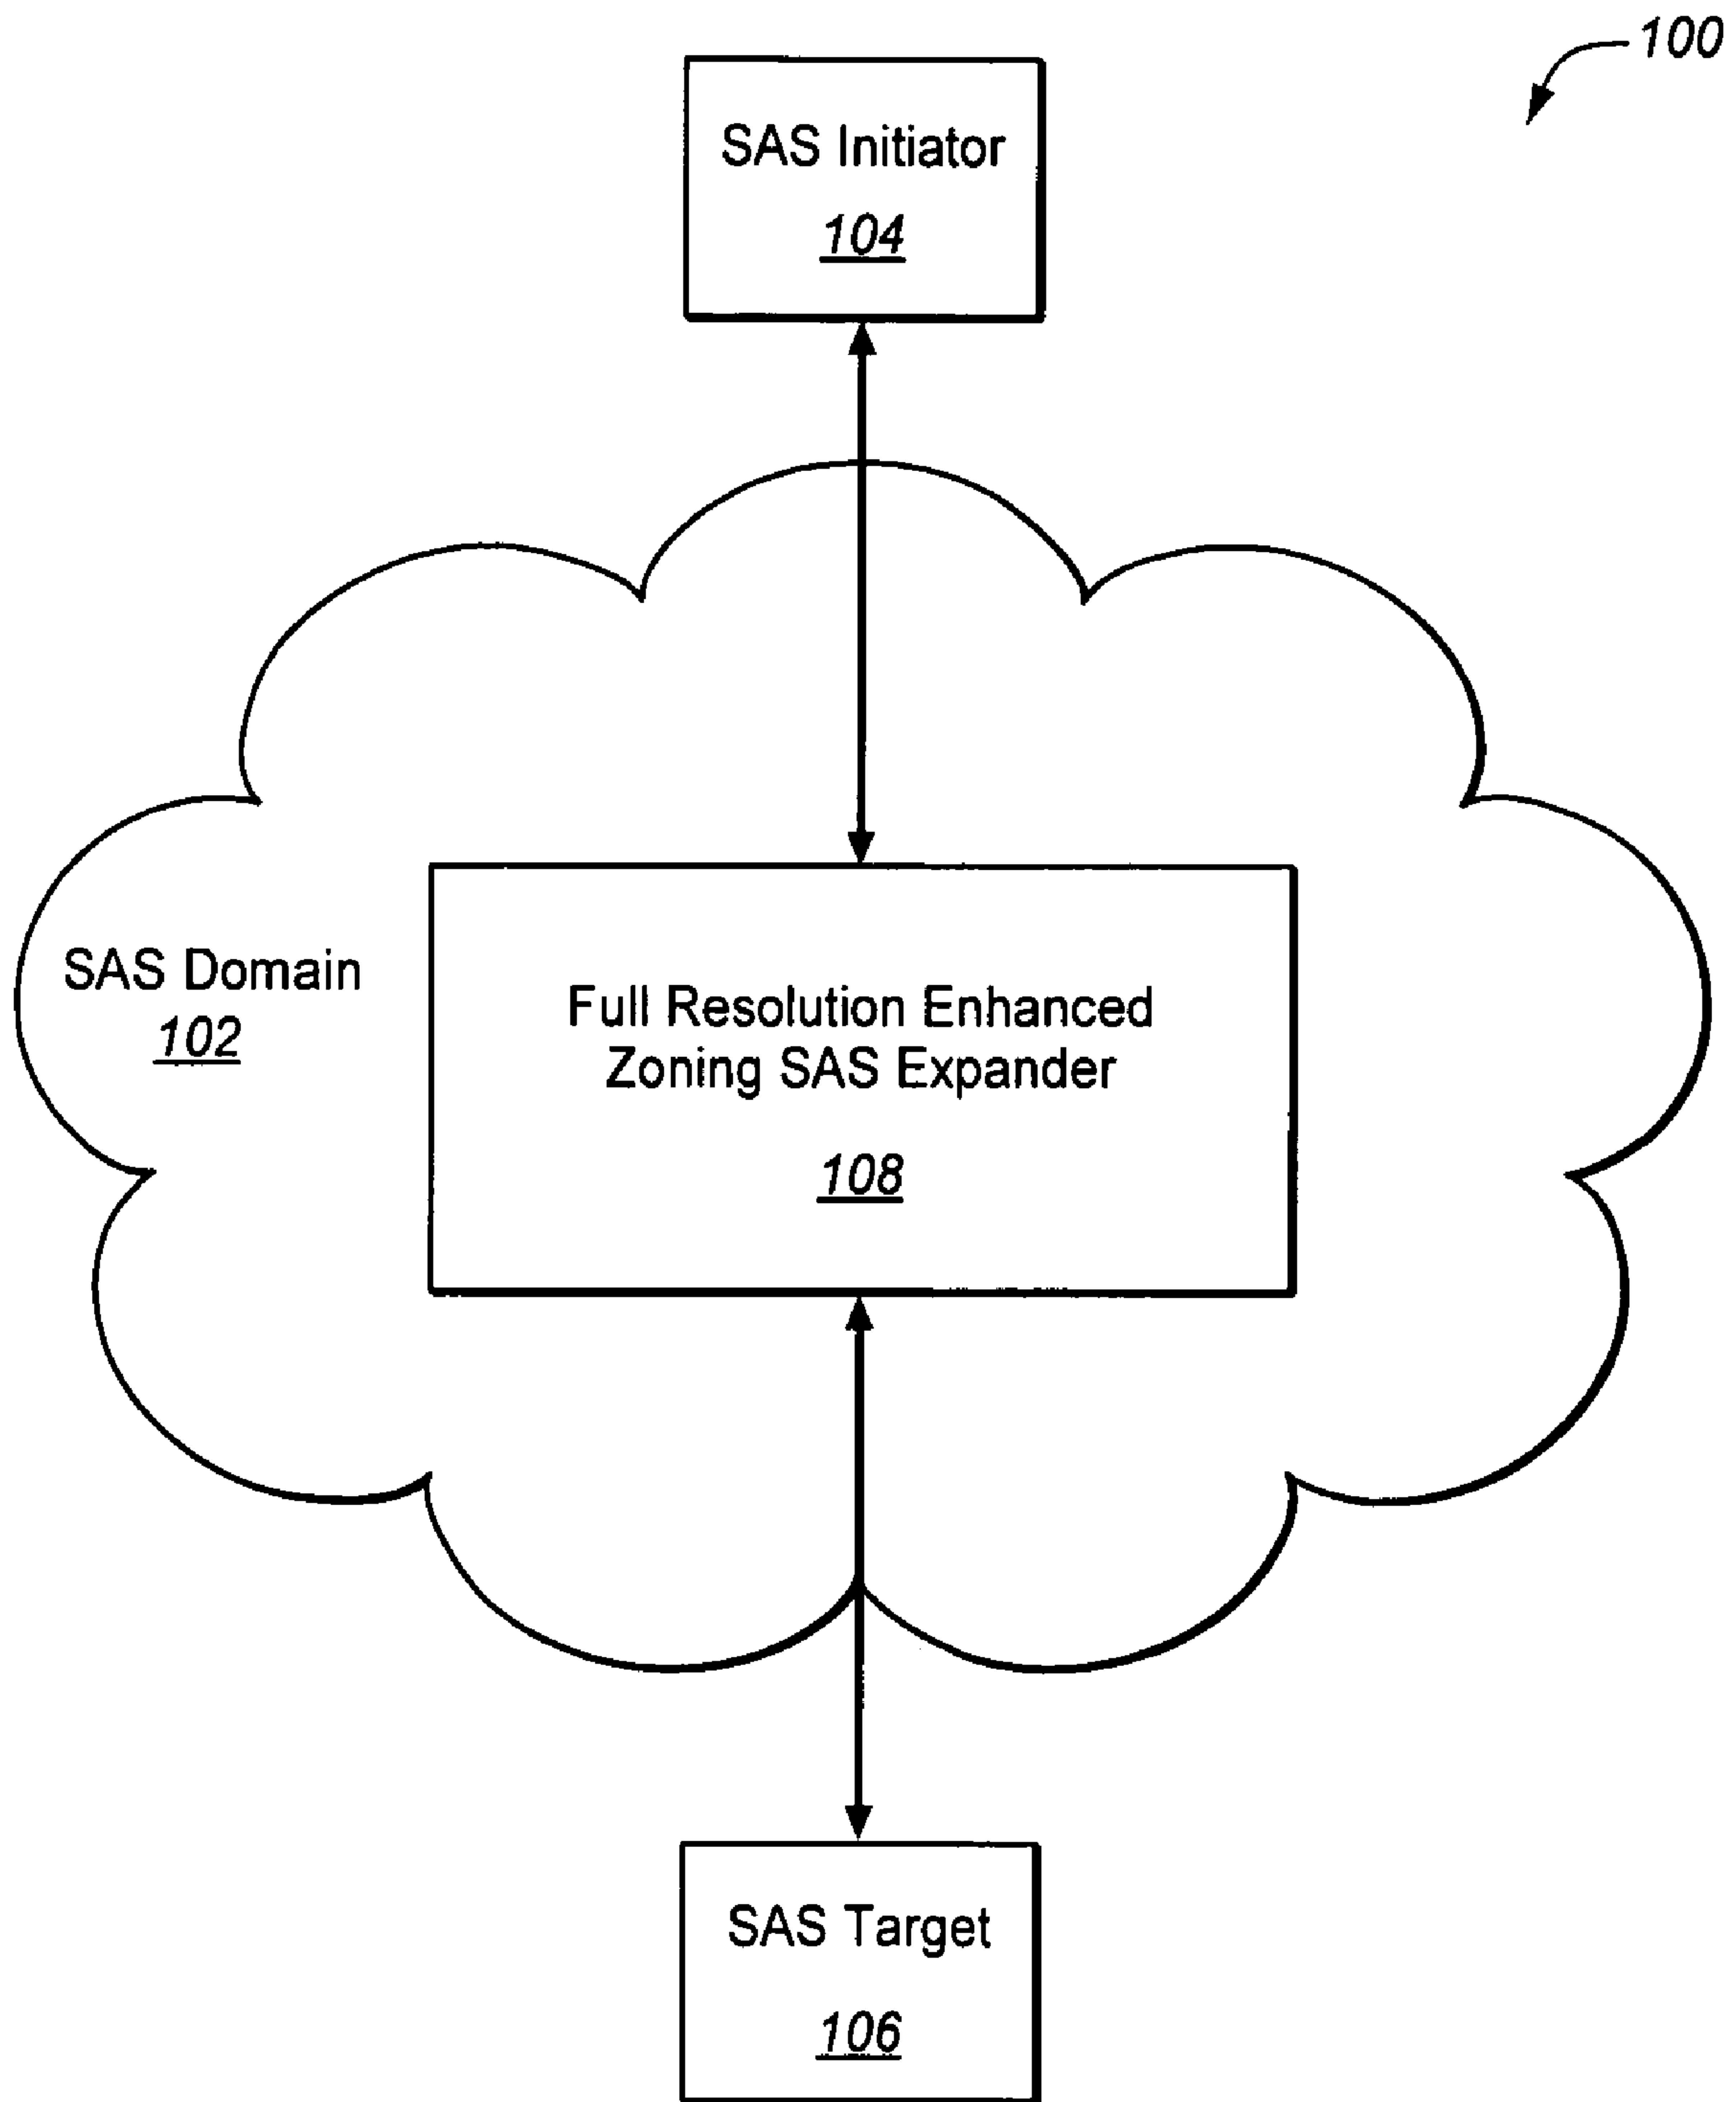 100
SAS Initiator
104
SAS Domain
102
Full Resolution Enhanced
Zoning SAS Expander
108
SAS Target
106